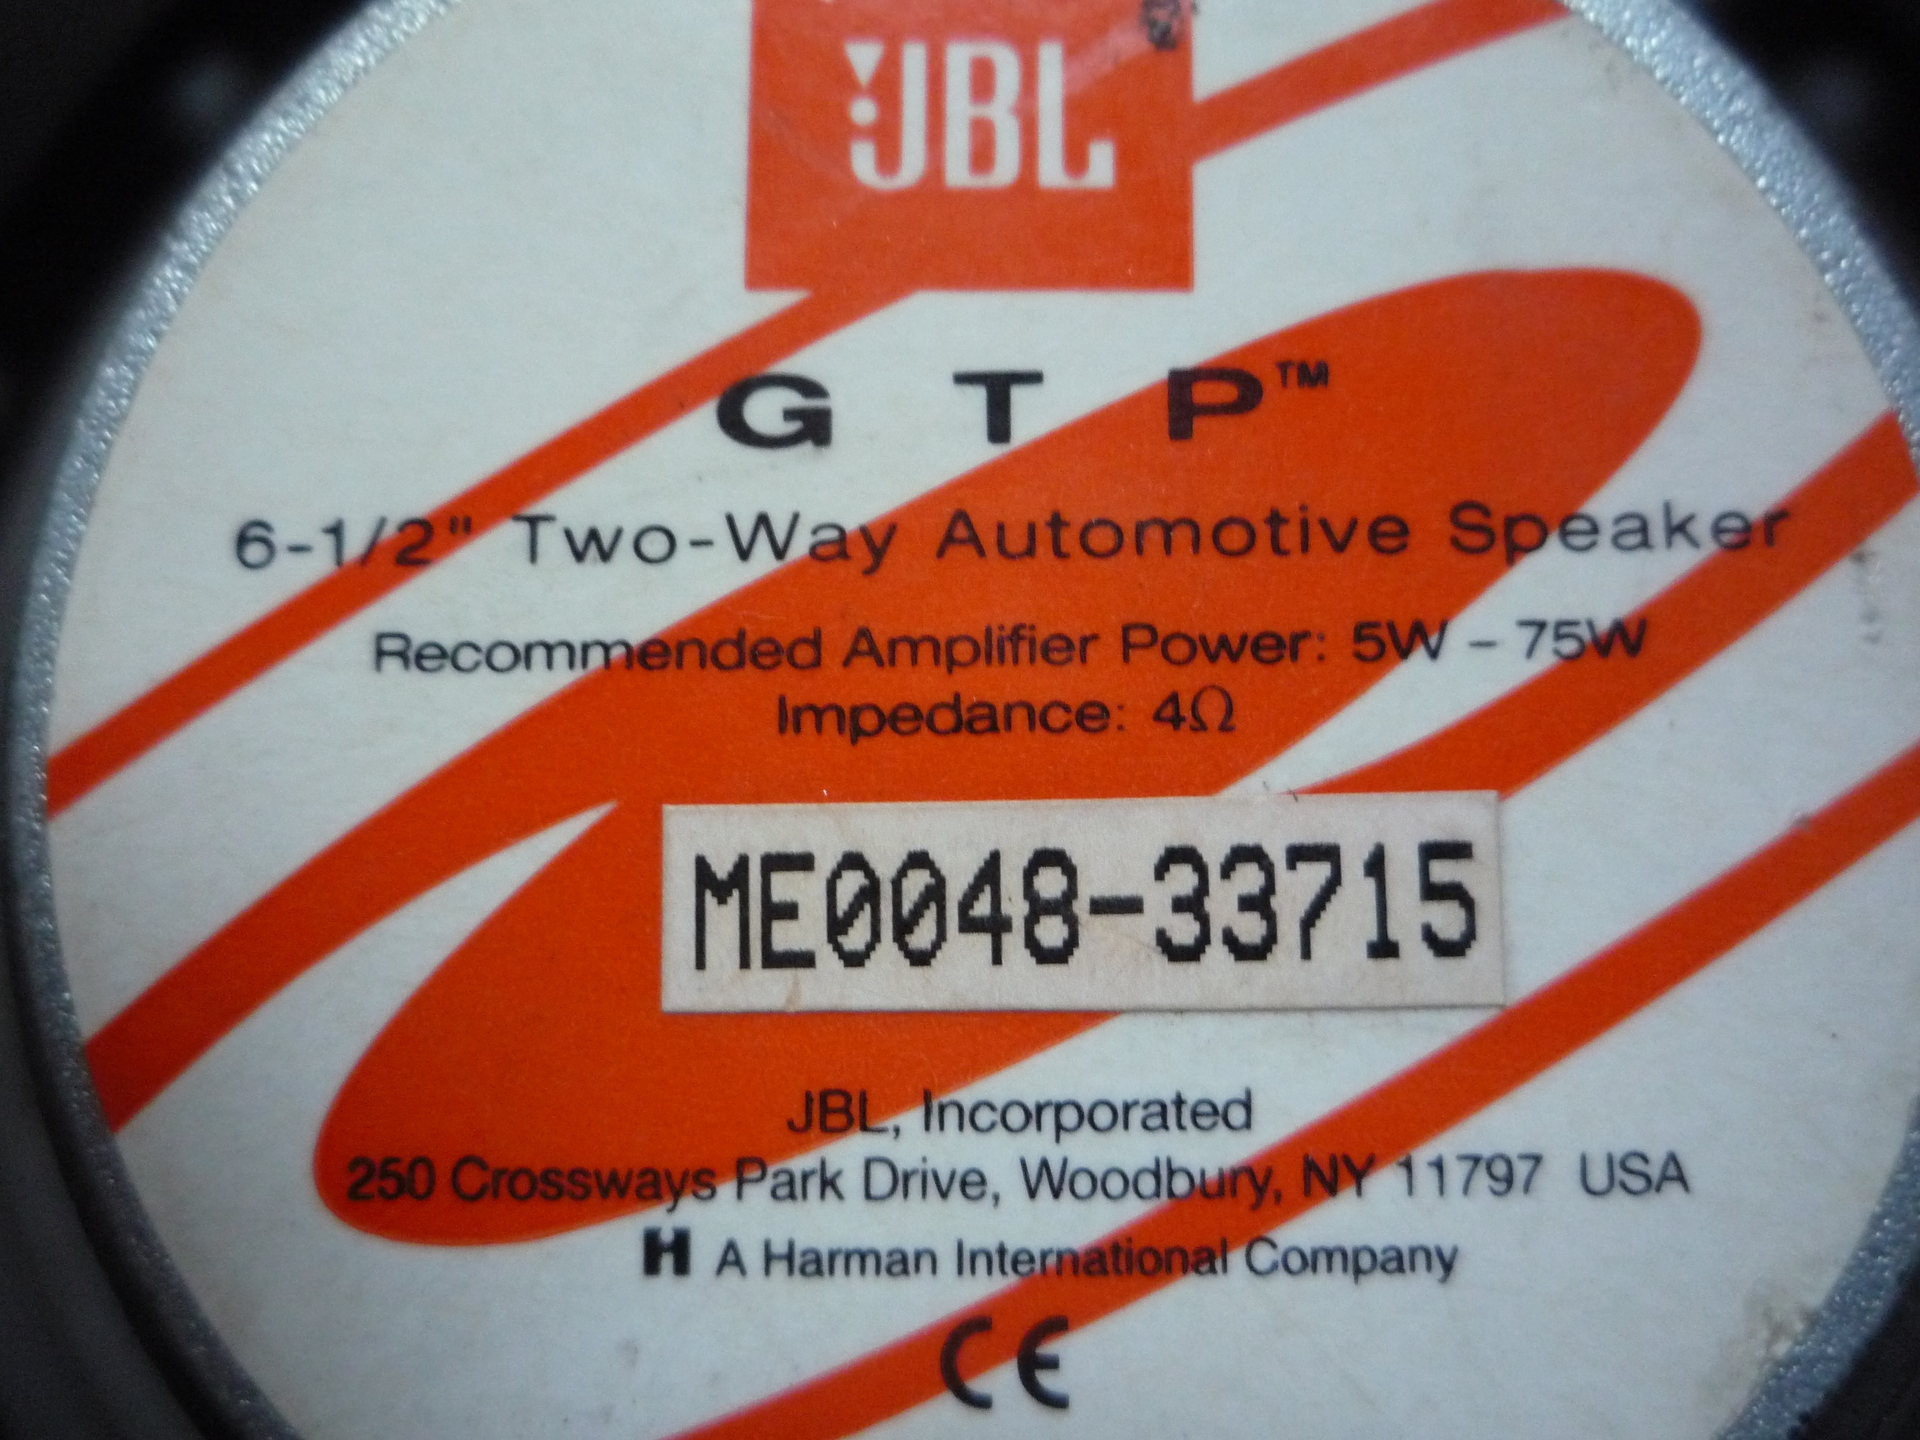 JBL
GTP™
6-1/2" Two-Way Automotive Speaker
Recommended Amplifier Power: 5W – 75W
Impedance: 4Ω
ME0048-33715
JBL, Incorporated
250 Crossways Park Drive, Woodbury, NY 11797 USA
H A Harman International Company
CE